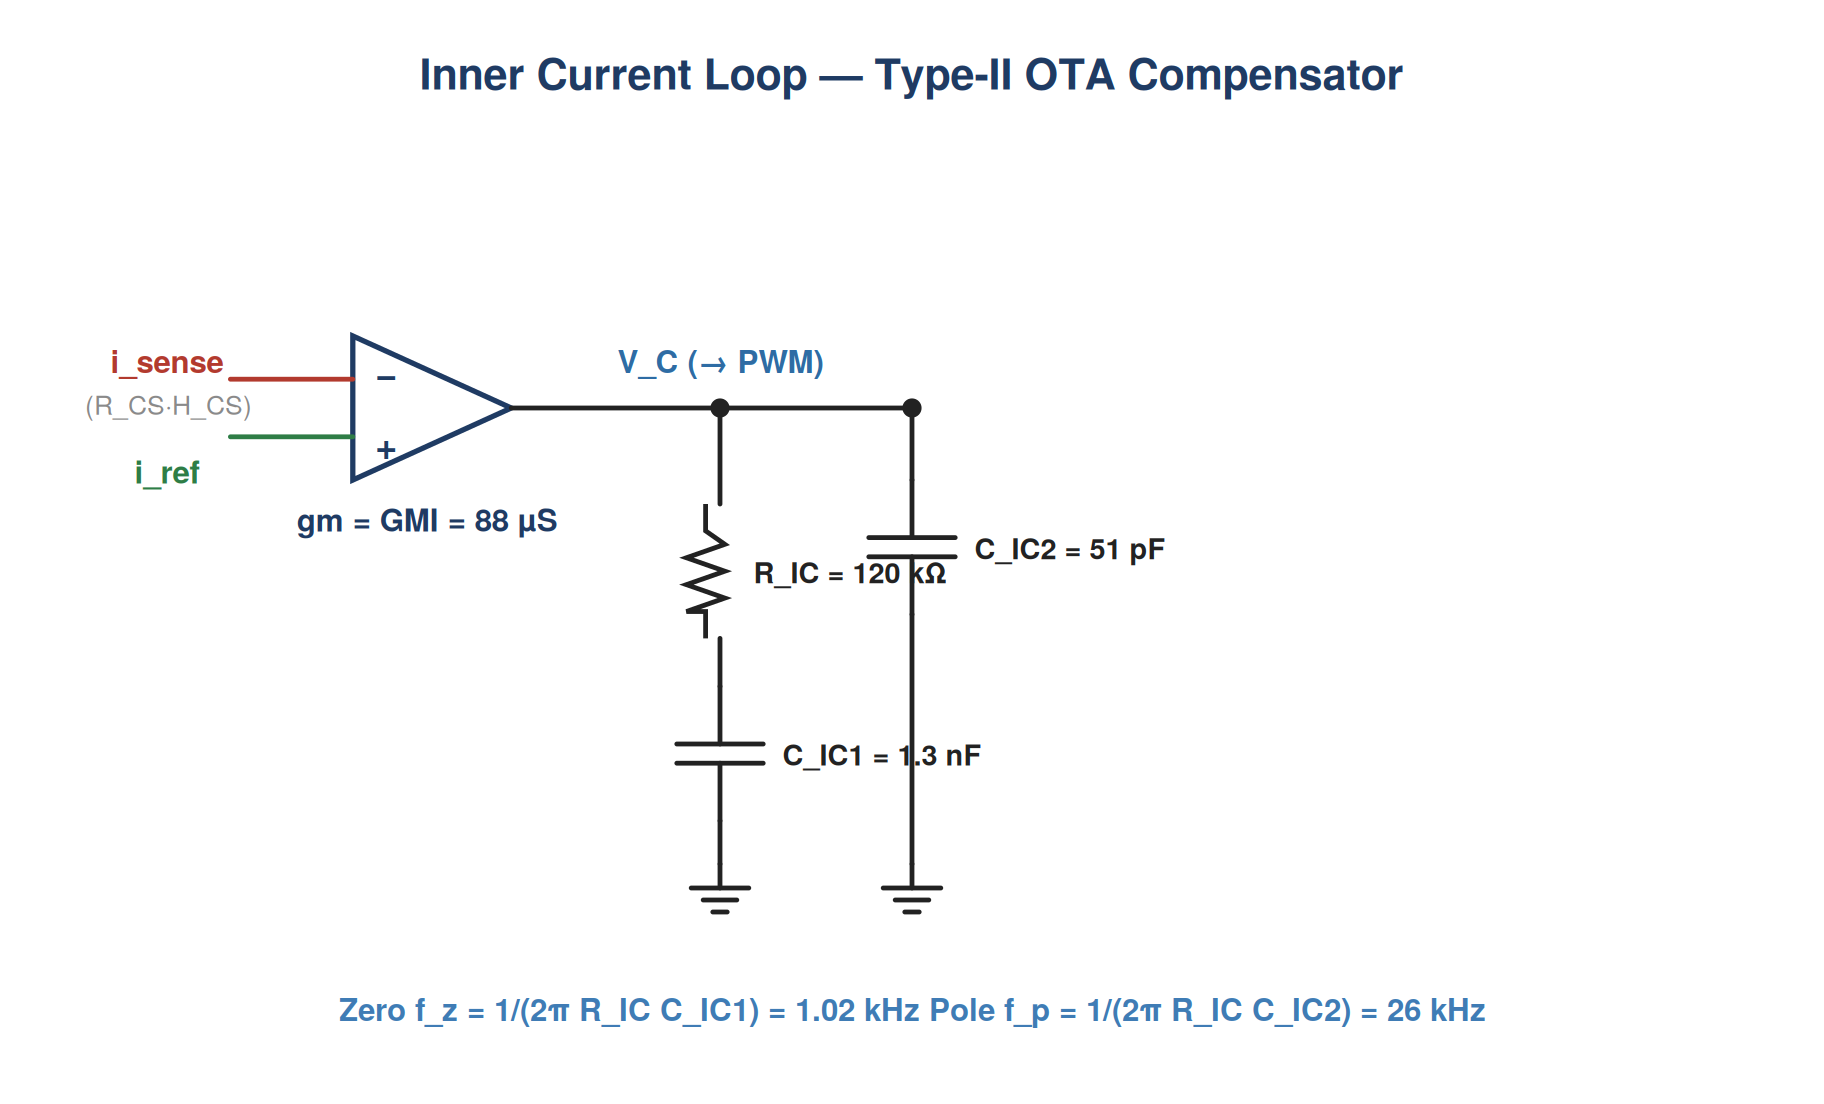 Inner Current Loop — Type-II OTA Compensator
i_sense
(R_CS·H_CS)
i_ref
−
+
gm = GMI = 88 µS
V_C (→ PWM)
R_IC = 120 kΩ
C_IC2 = 51 pF
C_IC1 = 1.3 nF
Zero f_z = 1/(2π R_IC C_IC1) = 1.02 kHz Pole f_p = 1/(2π R_IC C_IC2) = 26 kHz